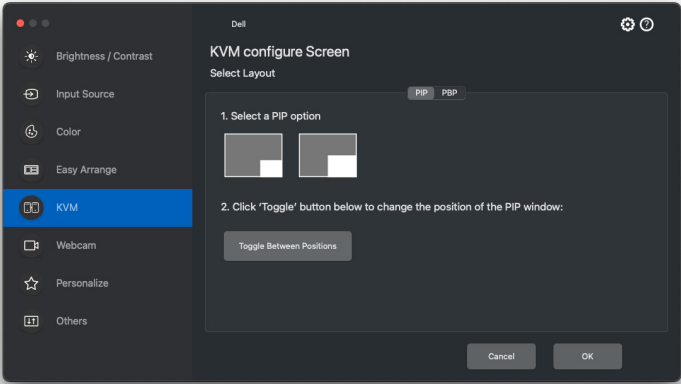 Dell
Brightness / Contrast
Input Source
Color
Easy Arrange
KVM
Webcam
Personalize
Others
KVM configure Screen
Select Layout
PIP PBP
1. Select a PIP option
2. Click ‘Toggle’ button below to change the position of the PIP window:
Toggle Between Positions
Cancel OK